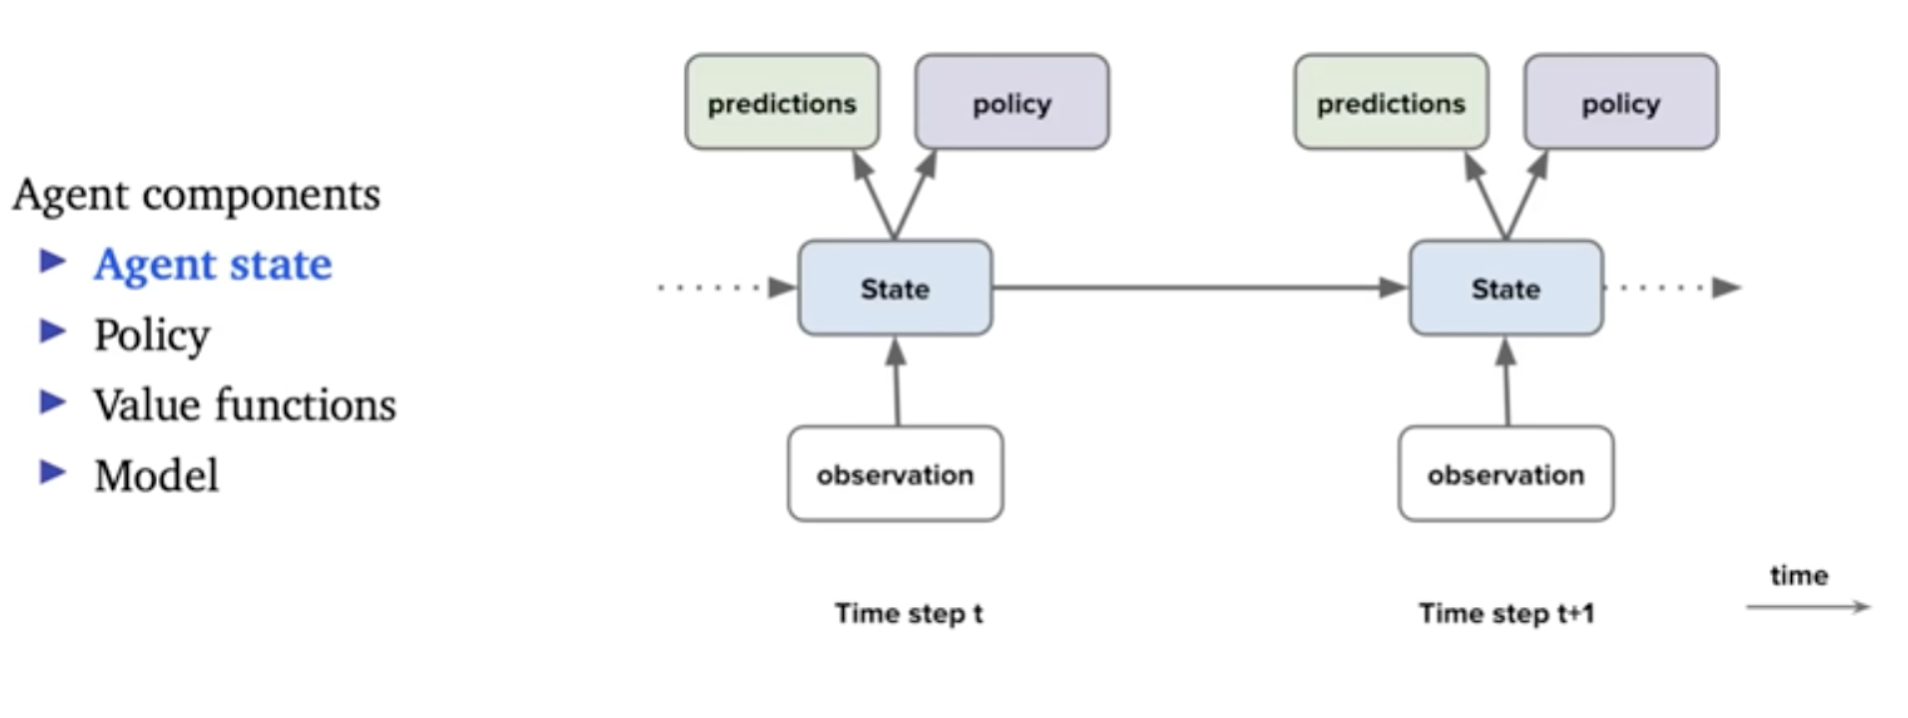 Agent components
Agent state
Policy
Value functions
Model
predictions
policy
predictions
policy
State
State
observation
observation
time
Time step t
Time step t+1